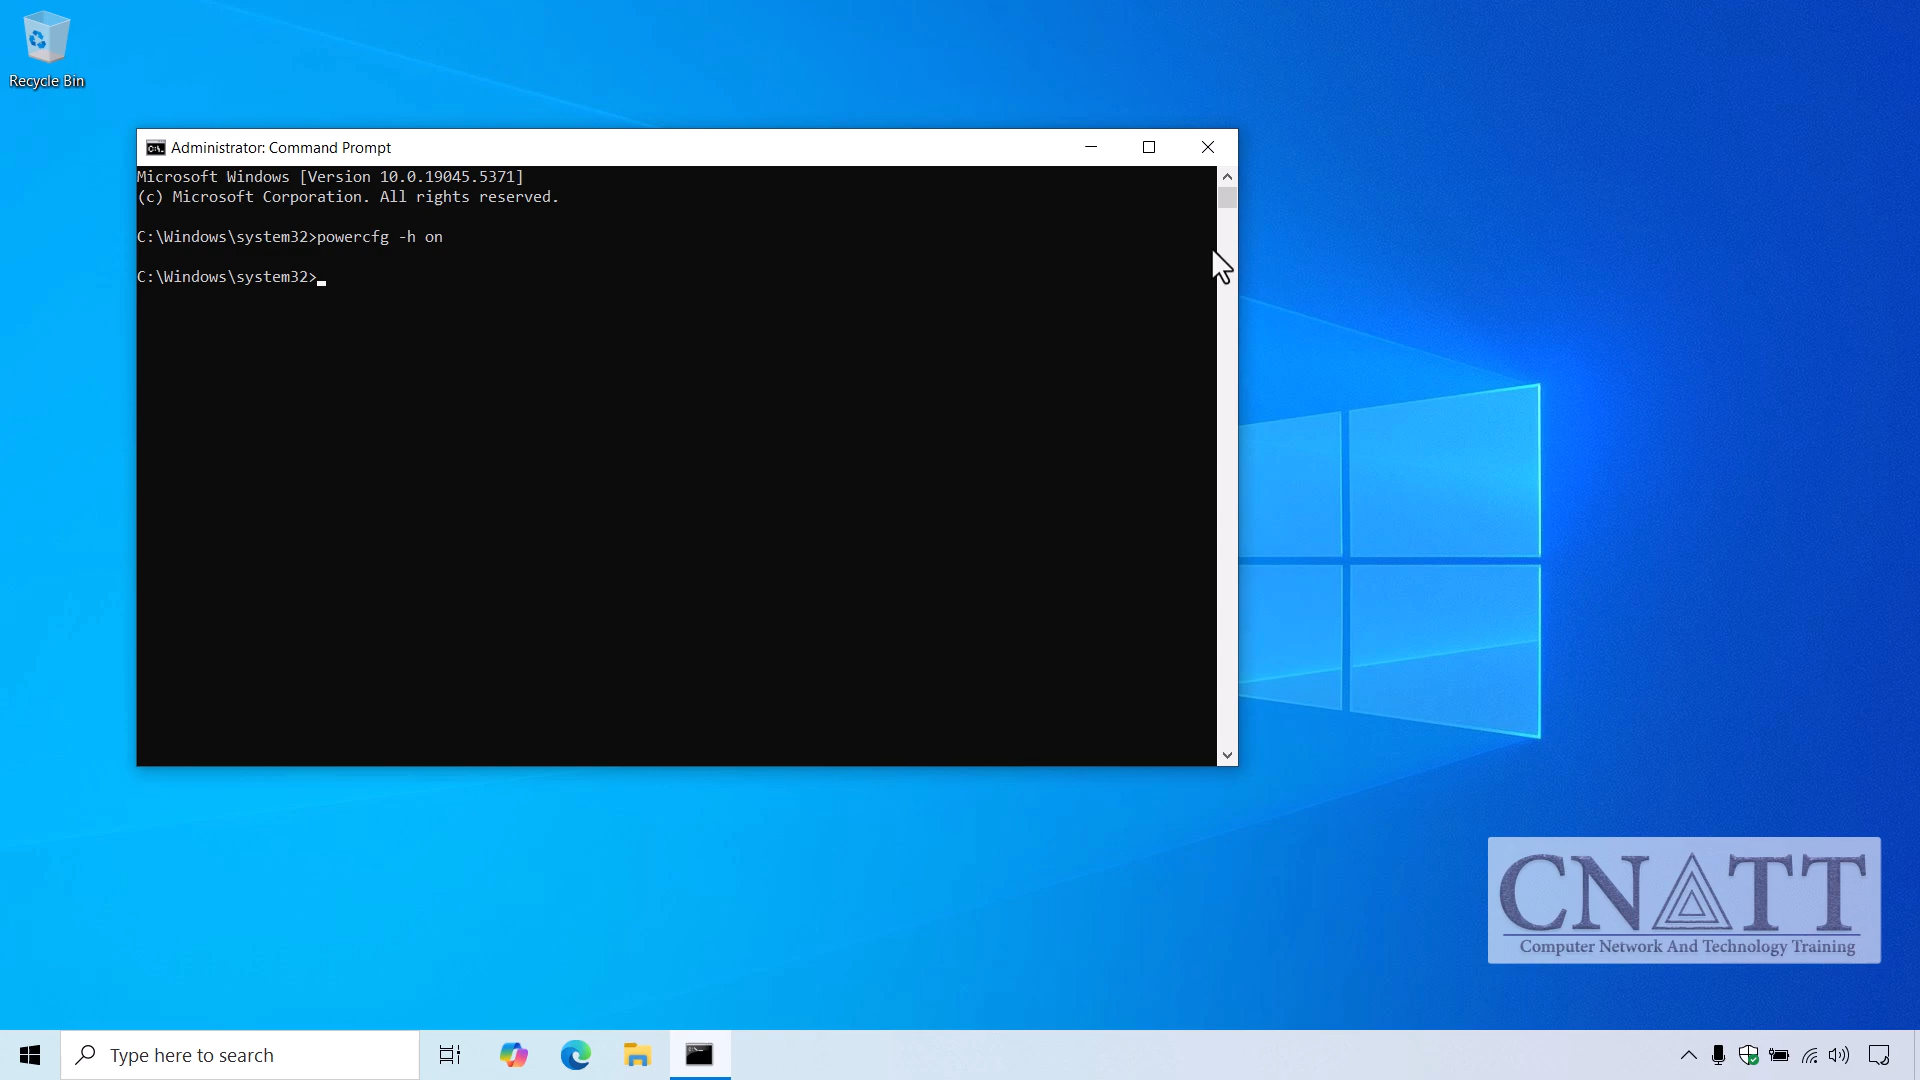 Recycle Bin
Administrator: Command Prompt
Microsoft Windows [Version 10.0.19045.5371]
(c) Microsoft Corporation. All rights reserved.
C:\Windows\system32>powercfg -h on
C:\Windows\system32>
CNATT
Computer Network And Technology Training
Type here to search